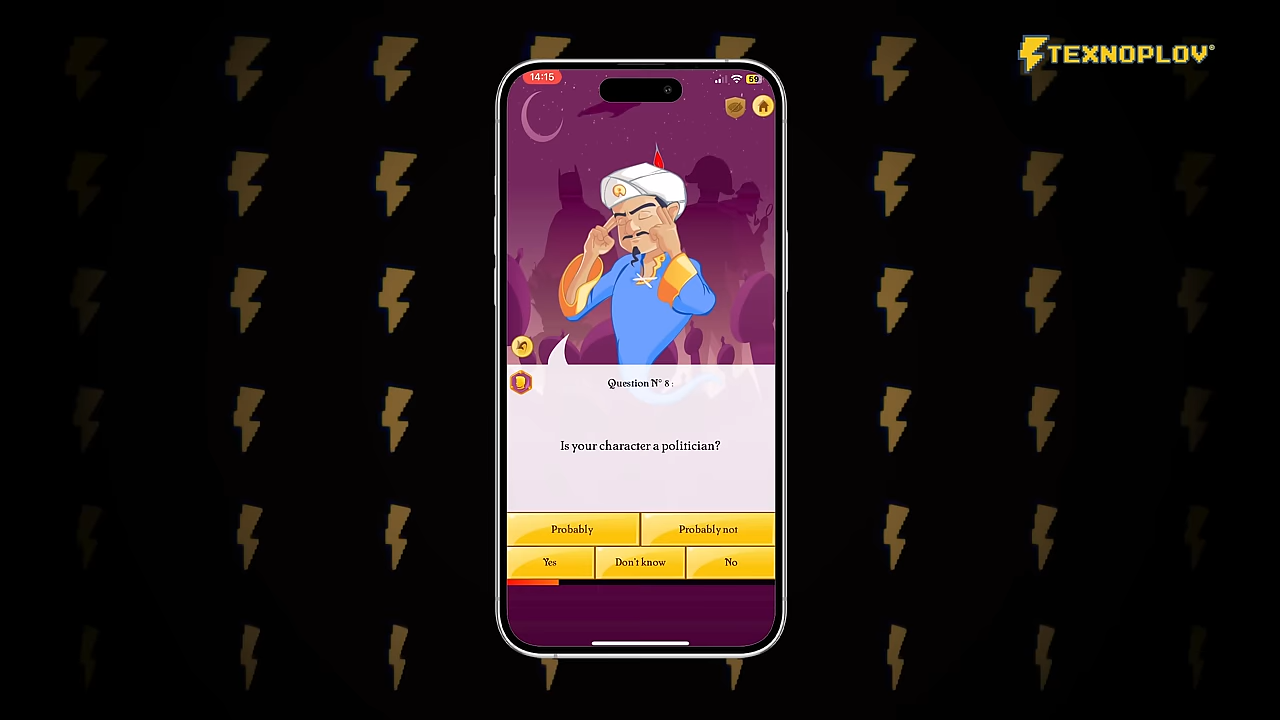 TEXNOPLOV®
14:15
59
Question N° 8 :
Is your character a politician?
Probably
Probably not
Yes
Don't know
No